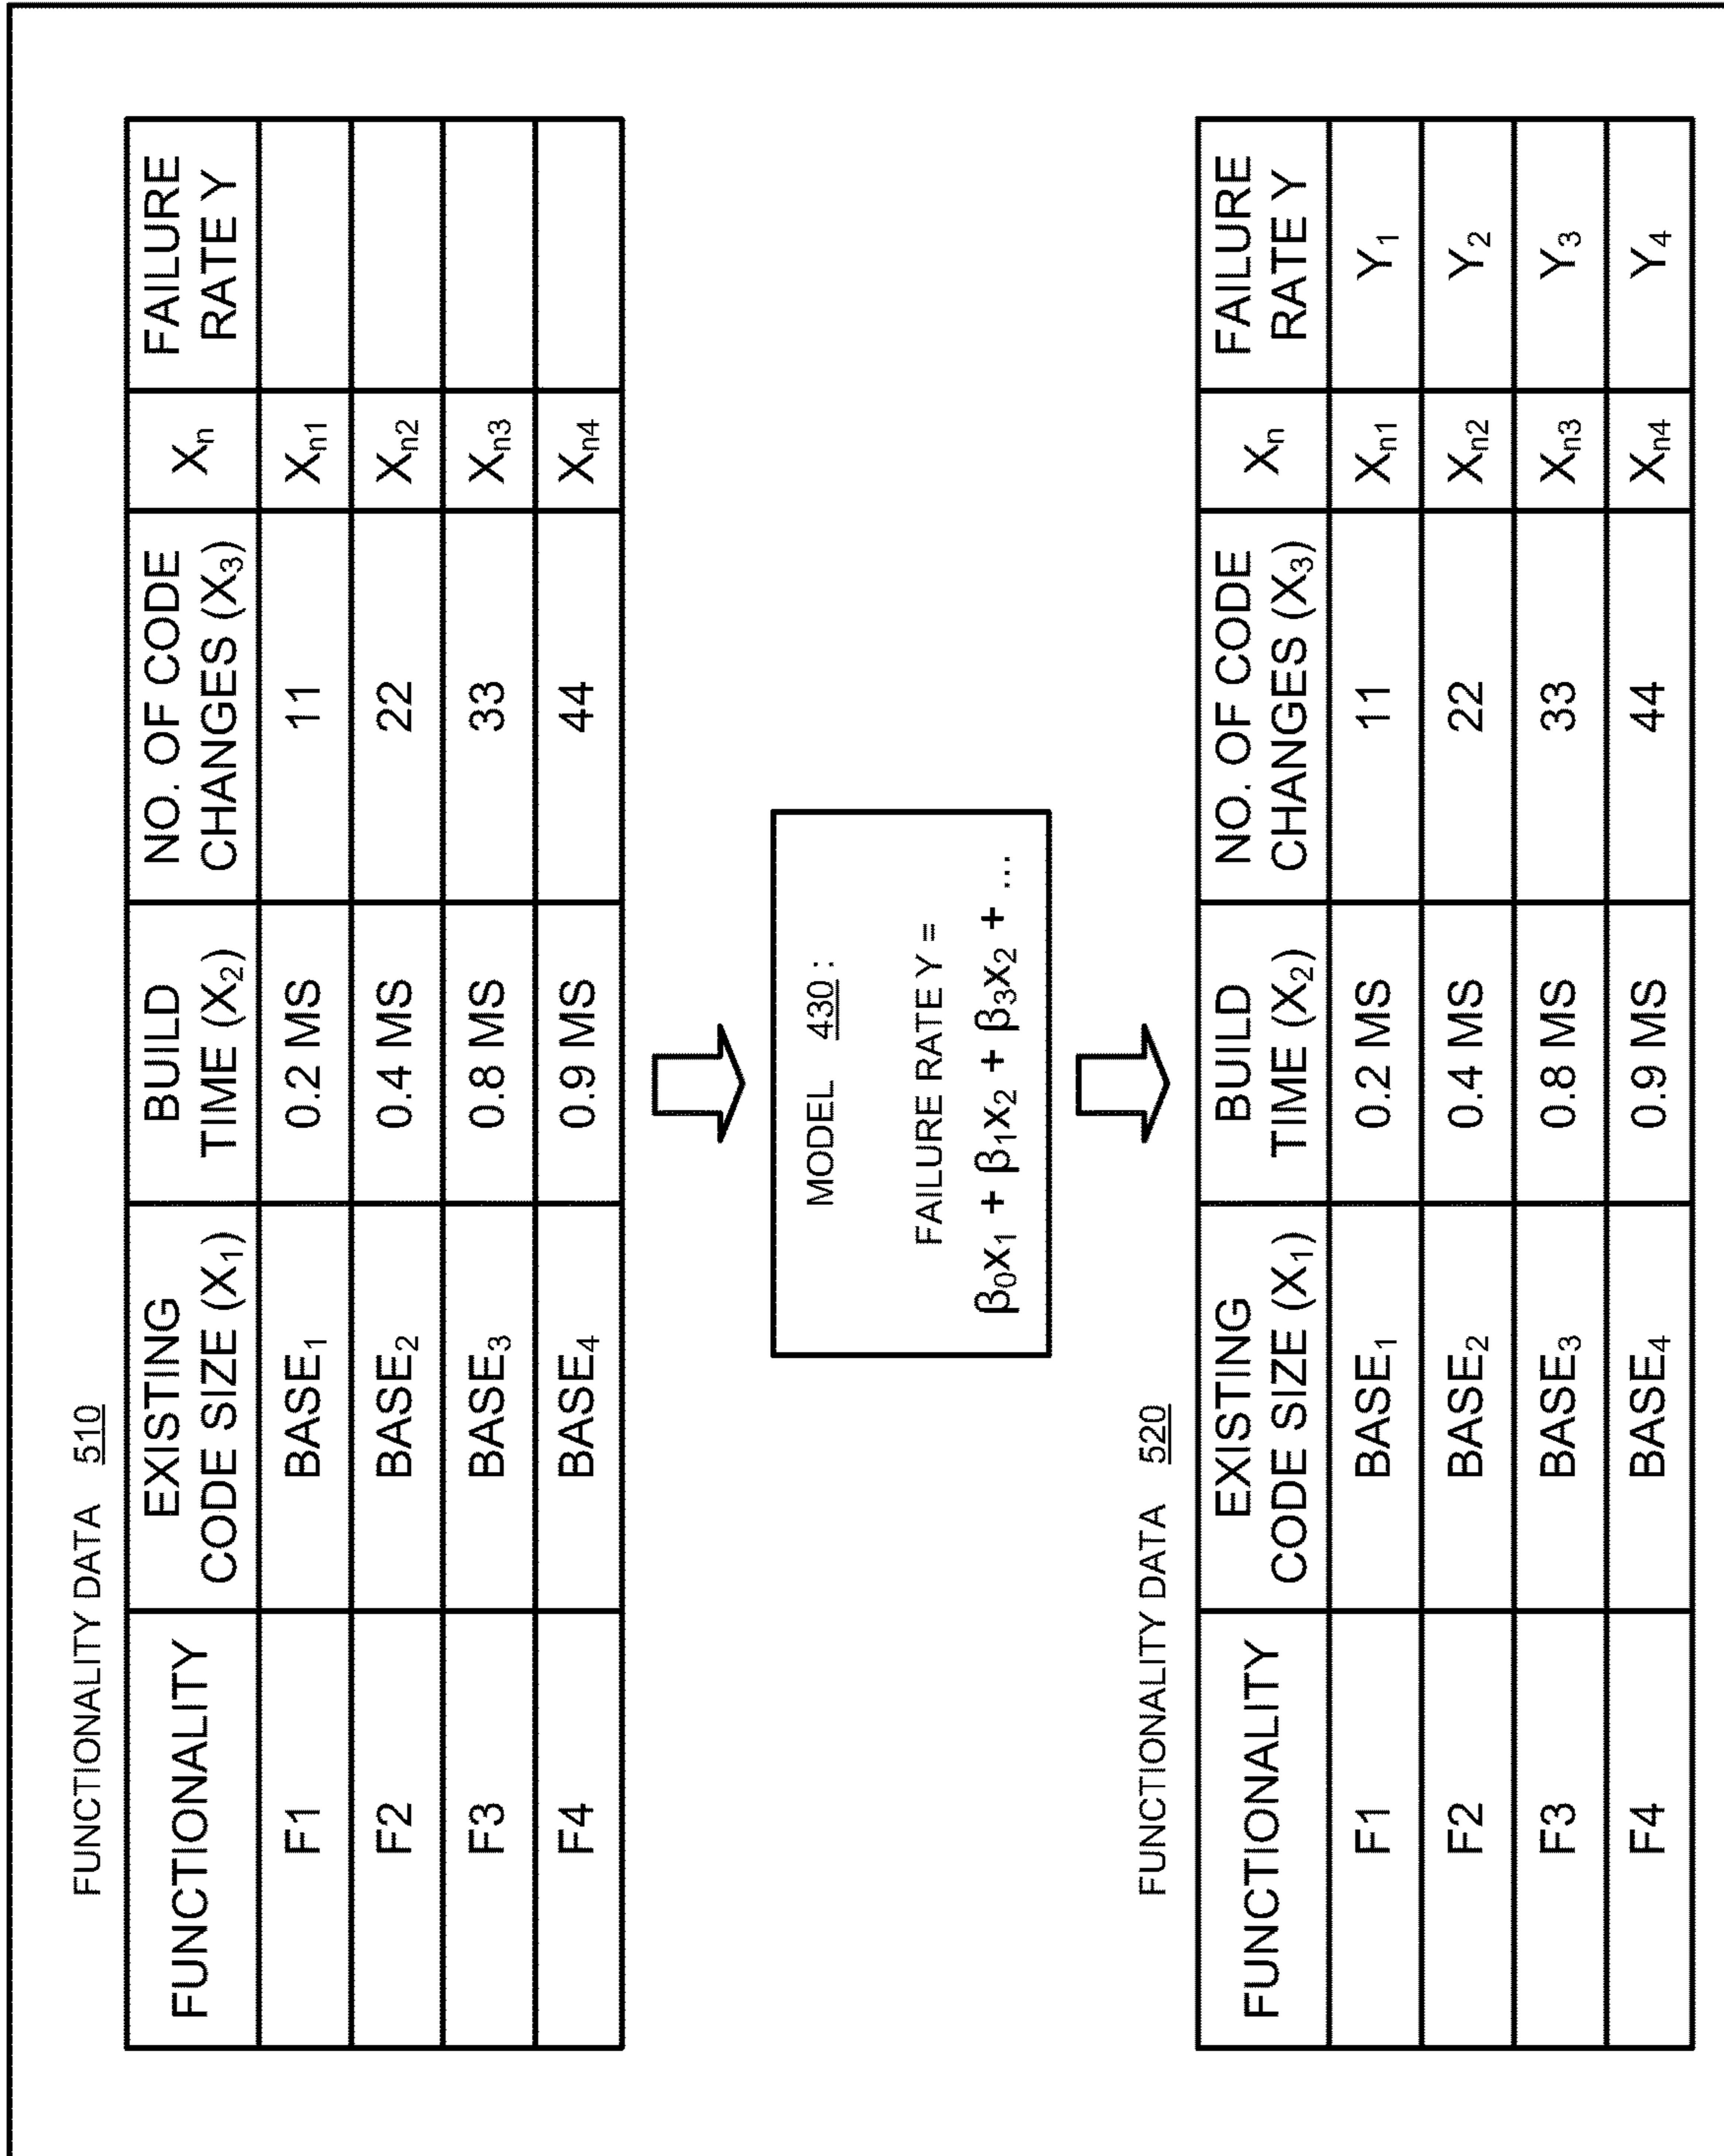 FUNCTIONALITY DATA 510
FUNCTIONALITY EXISTING CODE SIZE (X₁) BUILD TIME (X₂) NO. OF CODE CHANGES (X₃) Xₙ FAILURE RATE Y
F1 BASE₁ 0.2 MS 11 Xₙ₁
F2 BASE₂ 0.4 MS 22 Xₙ₂
F3 BASE₃ 0.8 MS 33 Xₙ₃
F4 BASE₄ 0.9 MS 44 Xₙ₄
MODEL 430 :
FAILURE RATE Y =
β₀x₁ + β₁x₂ + β₃x₂ + ...
FUNCTIONALITY DATA 520
FUNCTIONALITY EXISTING CODE SIZE (X₁) BUILD TIME (X₂) NO. OF CODE CHANGES (X₃) Xₙ FAILURE RATE Y
F1 BASE₁ 0.2 MS 11 Xₙ₁ Y₁
F2 BASE₂ 0.4 MS 22 Xₙ₂ Y₂
F3 BASE₃ 0.8 MS 33 Xₙ₃ Y₃
F4 BASE₄ 0.9 MS 44 Xₙ₄ Y₄